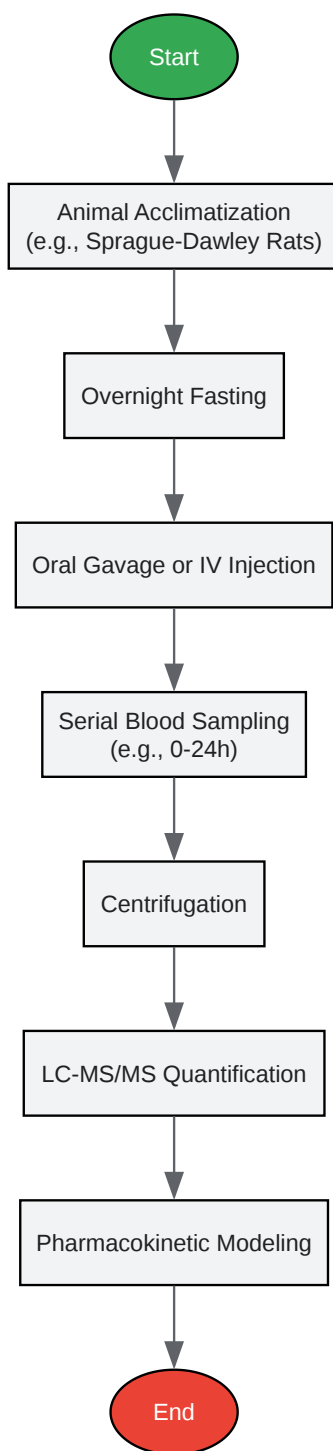 Start
Animal Acclimatization
(e.g., Sprague-Dawley Rats)
Overnight Fasting
Oral Gavage or IV Injection
Serial Blood Sampling
(e.g., 0-24h)
Centrifugation
LC-MS/MS Quantification
Pharmacokinetic Modeling
End